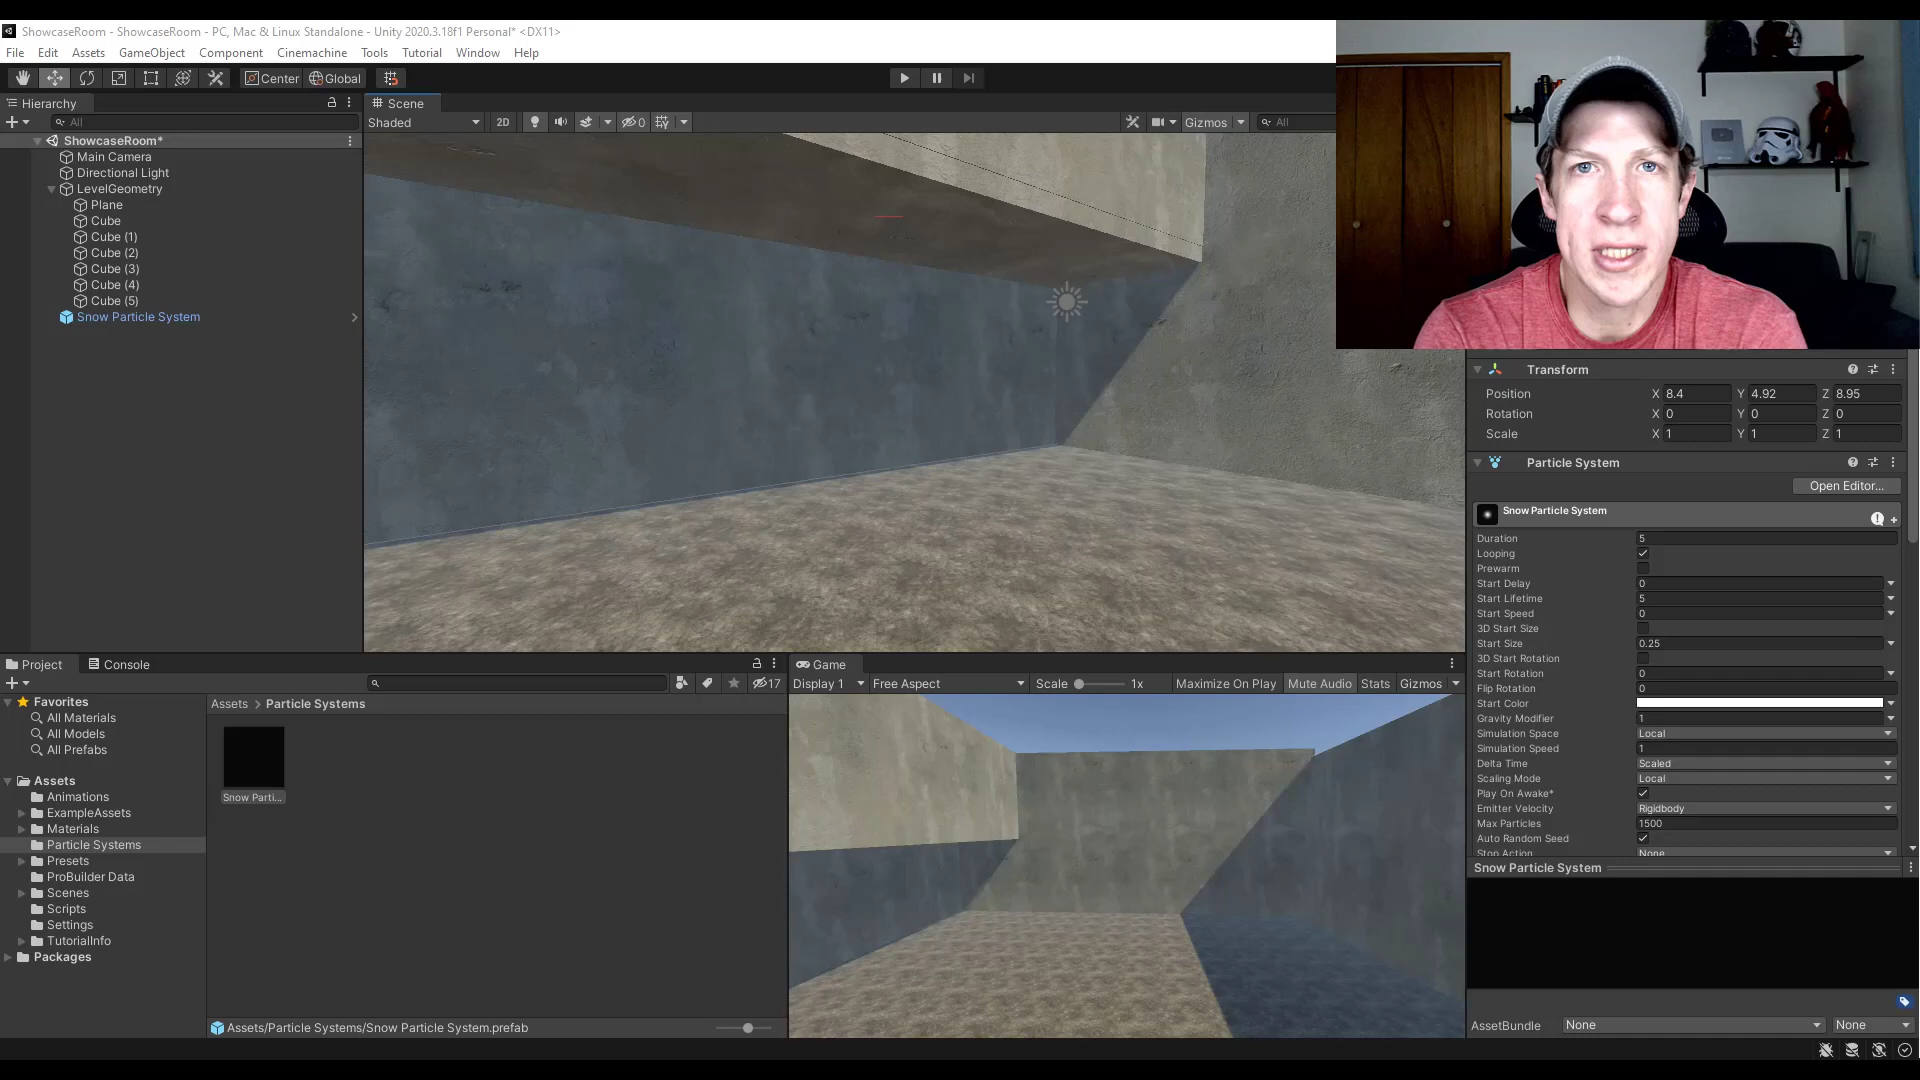 ShowcaseRoom - ShowcaseRoom - PC, Mac & Linux Standalone - Unity 2020.3.18f1 Personal* <DX11>
File Edit Assets GameObject Component Cinemachine Tools Tutorial Window Help
Center Global
Hierarchy
All
ShowcaseRoom*
Main Camera
Directional Light
LevelGeometry
Plane
Cube
Cube (1)
Cube (2)
Cube (3)
Cube (4)
Cube (5)
Snow Particle System
Scene
Shaded 2D 0 Gizmos All
Transform
Position X 8.4 Y 4.92 Z 8.95
Rotation X 0 Y 0 Z 0
Scale X 1 Y 1 Z 1
Particle System
Open Editor...
Snow Particle System
Duration 5
Looping
Prewarm
Start Delay 0
Start Lifetime 5
Start Speed 0
3D Start Size
Start Size 0.25
3D Start Rotation
Start Rotation 0
Flip Rotation 0
Start Color
Gravity Modifier 1
Simulation Space Local
Simulation Speed 1
Delta Time Scaled
Scaling Mode Local
Play On Awake*
Emitter Velocity Rigidbody
Max Particles 1500
Auto Random Seed
Stop Action None
Snow Particle System
AssetBundle None None
Project Console
17
Favorites
All Materials
All Models
All Prefabs
Assets
Animations
ExampleAssets
Materials
Particle Systems
Presets
ProBuilder Data
Scenes
Scripts
Settings
TutorialInfo
Packages
Assets > Particle Systems
Snow Parti...
Assets/Particle Systems/Snow Particle System.prefab
Game
Display 1 Free Aspect Scale 1x Maximize On Play Mute Audio Stats Gizmos